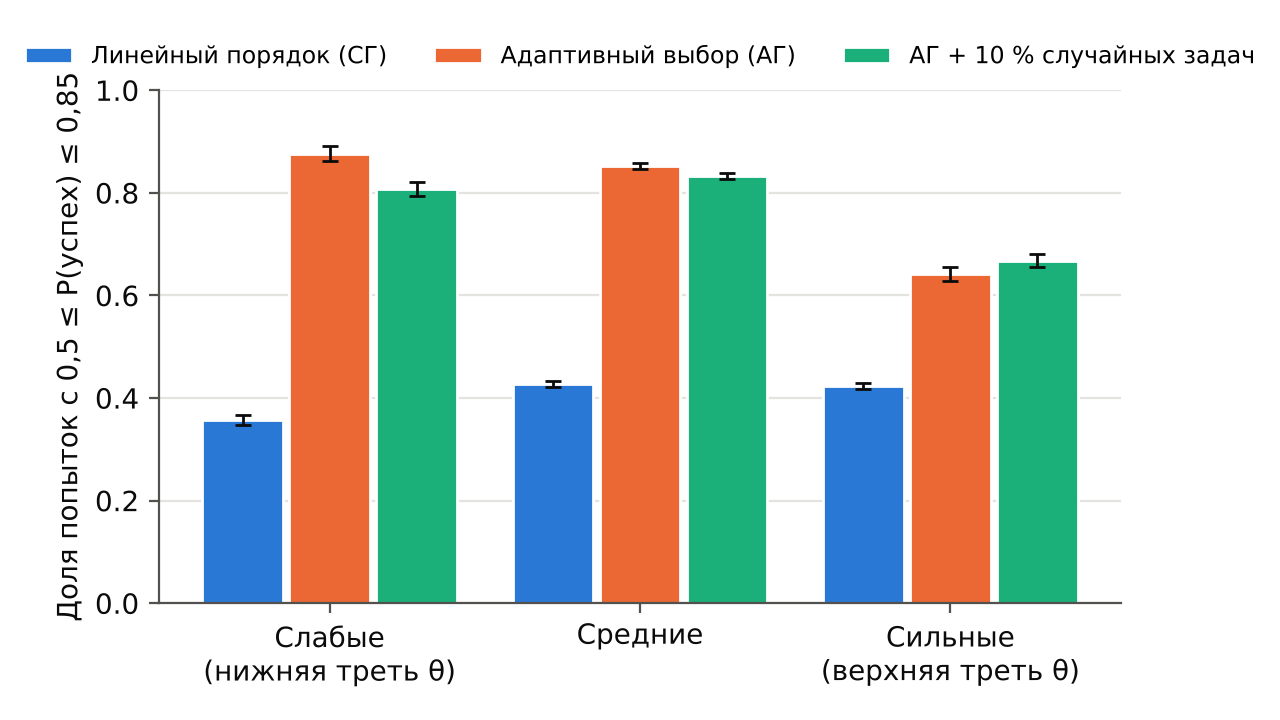 Линейный порядок (СГ)
Адаптивный выбор (АГ)
АГ + 10 % случайных задач
Доля попыток с 0,5 ≤ P(успех) ≤ 0,85
1.0
0.8
0.6
0.4
0.2
0.0
Слабые
(нижняя треть θ)
Средние
Сильные
(верхняя треть θ)